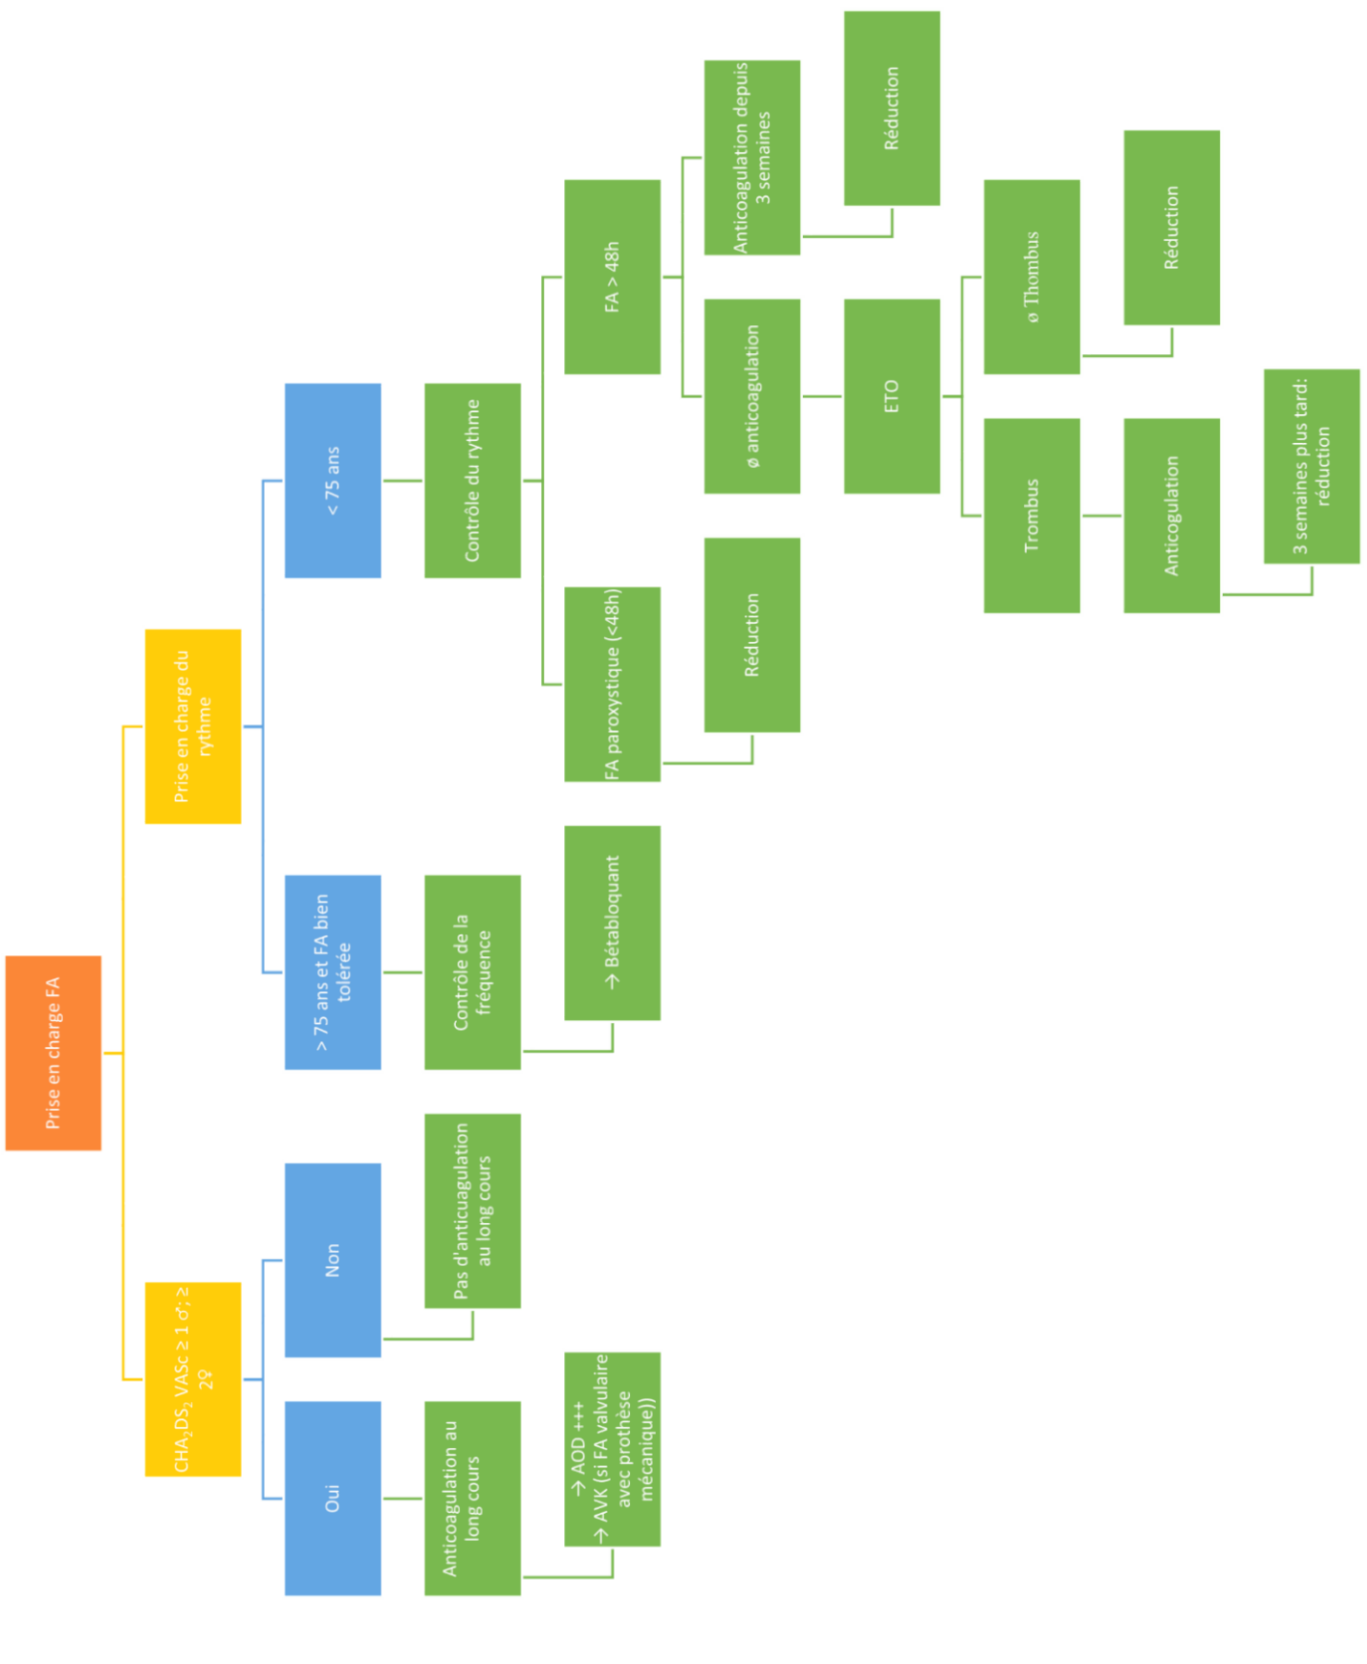 Prise en charge FA
CHA₂DS₂ VASc ≥ 1 ♂; ≥
2♀
Oui
Anticoagulation au
long cours
→ AOD +++
→ AVK (si FA valvulaire
avec prothèse
mécanique))
Non
Pas d'anticuagulation
au long cours
Prise en charge du
rythme
> 75 ans et FA bien
tolérée
Contrôle de la
fréquence
→ Bétabloquant
< 75 ans
Contrôle du rythme
FA paroxystique (<48h)
Réduction
FA > 48h
ø anticoagulation
ETO
Trombus
Anticogulation
3 semaines plus tard:
réduction
ø Thombus
Réduction
Anticoagulation depuis
3 semaines
Réduction